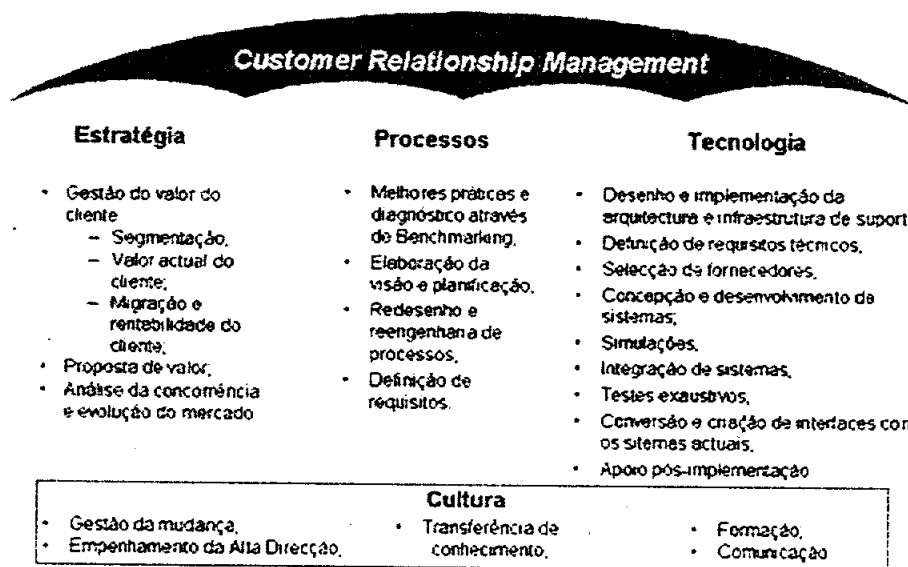 Customer Relationship Management
Estratégia
• Gestão do valor do
cliente
– Segmentação,
– Valor actual do
cliente;
– Migração e
rentabilidade do
cliente;
• Proposta de valor;
• Análise da concorrência
e evolução do mercado
Processos
• Melhores práticas e
diagnóstico através
de Benchmarking,
• Elaboração da
visão e planificação,
• Redesenho e
reengenharia de
processos,
• Definição de
requisitos.
Tecnologia
• Desenho e implementação da
arquitectura e infraestrutura de suport
• Definição de requisitos técnicos,
• Selecção de fornecedores,
• Concepção e desenvolvimento de
sistemas;
• Simulações,
• Integração de sistemas,
• Testes exaustivos,
• Conversão e criação de interfaces con
os sitemas actuais,
• Apoio pós-implementação
Cultura
• Gestão da mudança,
• Empenhamento da Alta Direcção,
• Transferência de
conhecimento,
• Formação,
• Comunicação